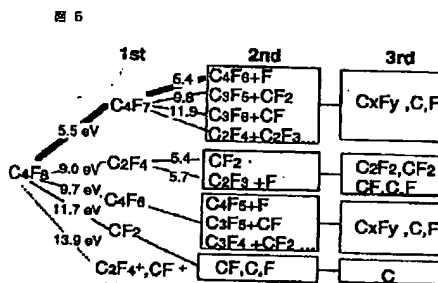 図 5
1st 2nd 3rd
5.4 C4F6+F
9.8 C3F5+CF2
C4F7 11.9 C3F6+CF
C2F4+C2F3...
CxFy,C,F
5.5 eV
C4F8
9.0 eV C2F4 5.4 CF2
5.7 C2F3+F
C2F2,CF2
CF,C,F
9.7 eV C4F6
C4F5+F
C3F5+CF
C3F4+CF2...
CxFy,C,F
11.7 eV CF2
13.9 eV
C2F4+,CF+
CF,C,F
C